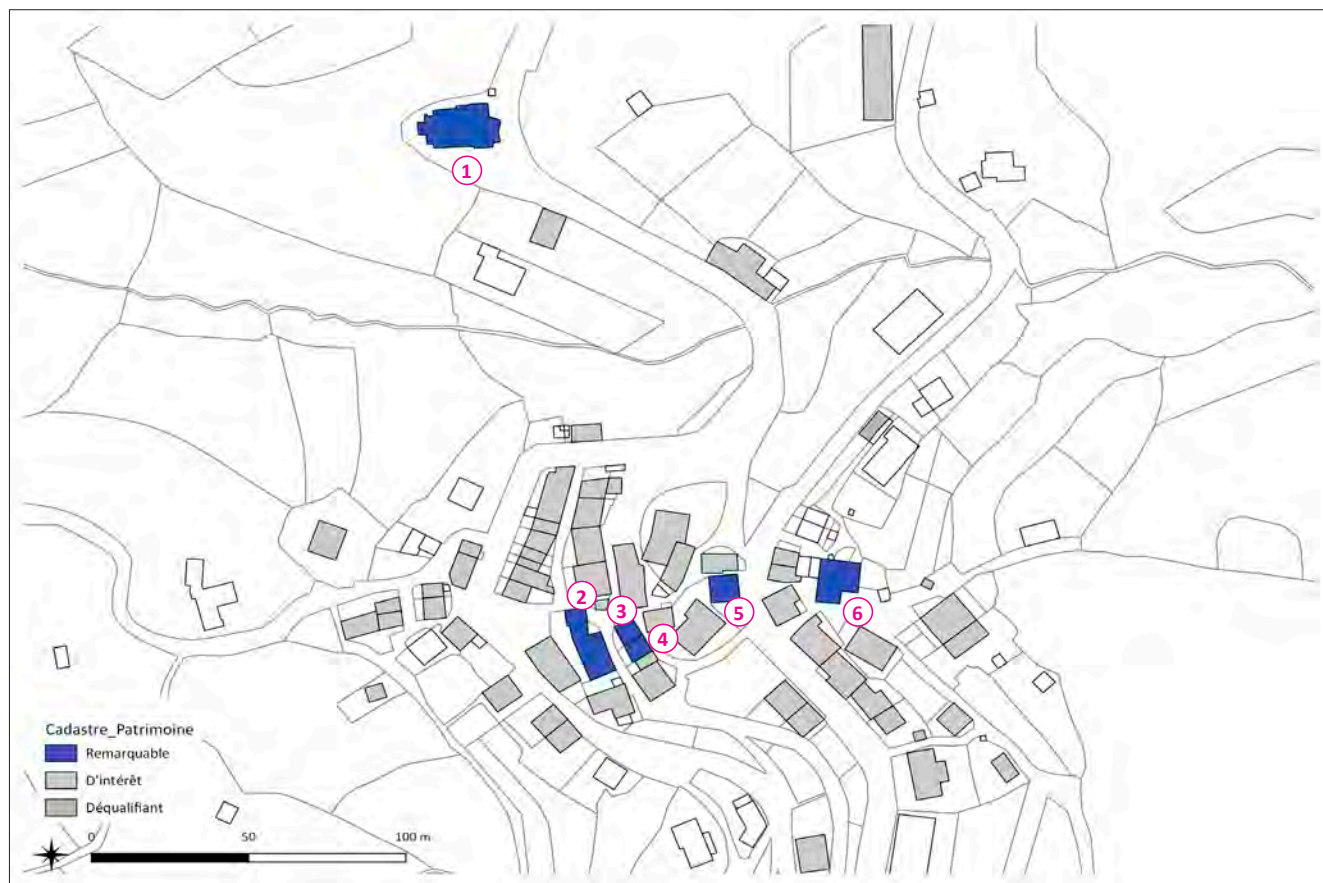 1
2
3
4
5
6
Cadastre_Patrimoine
Remarquable
D'intérêt
Déqualifiant
0 50 100 m